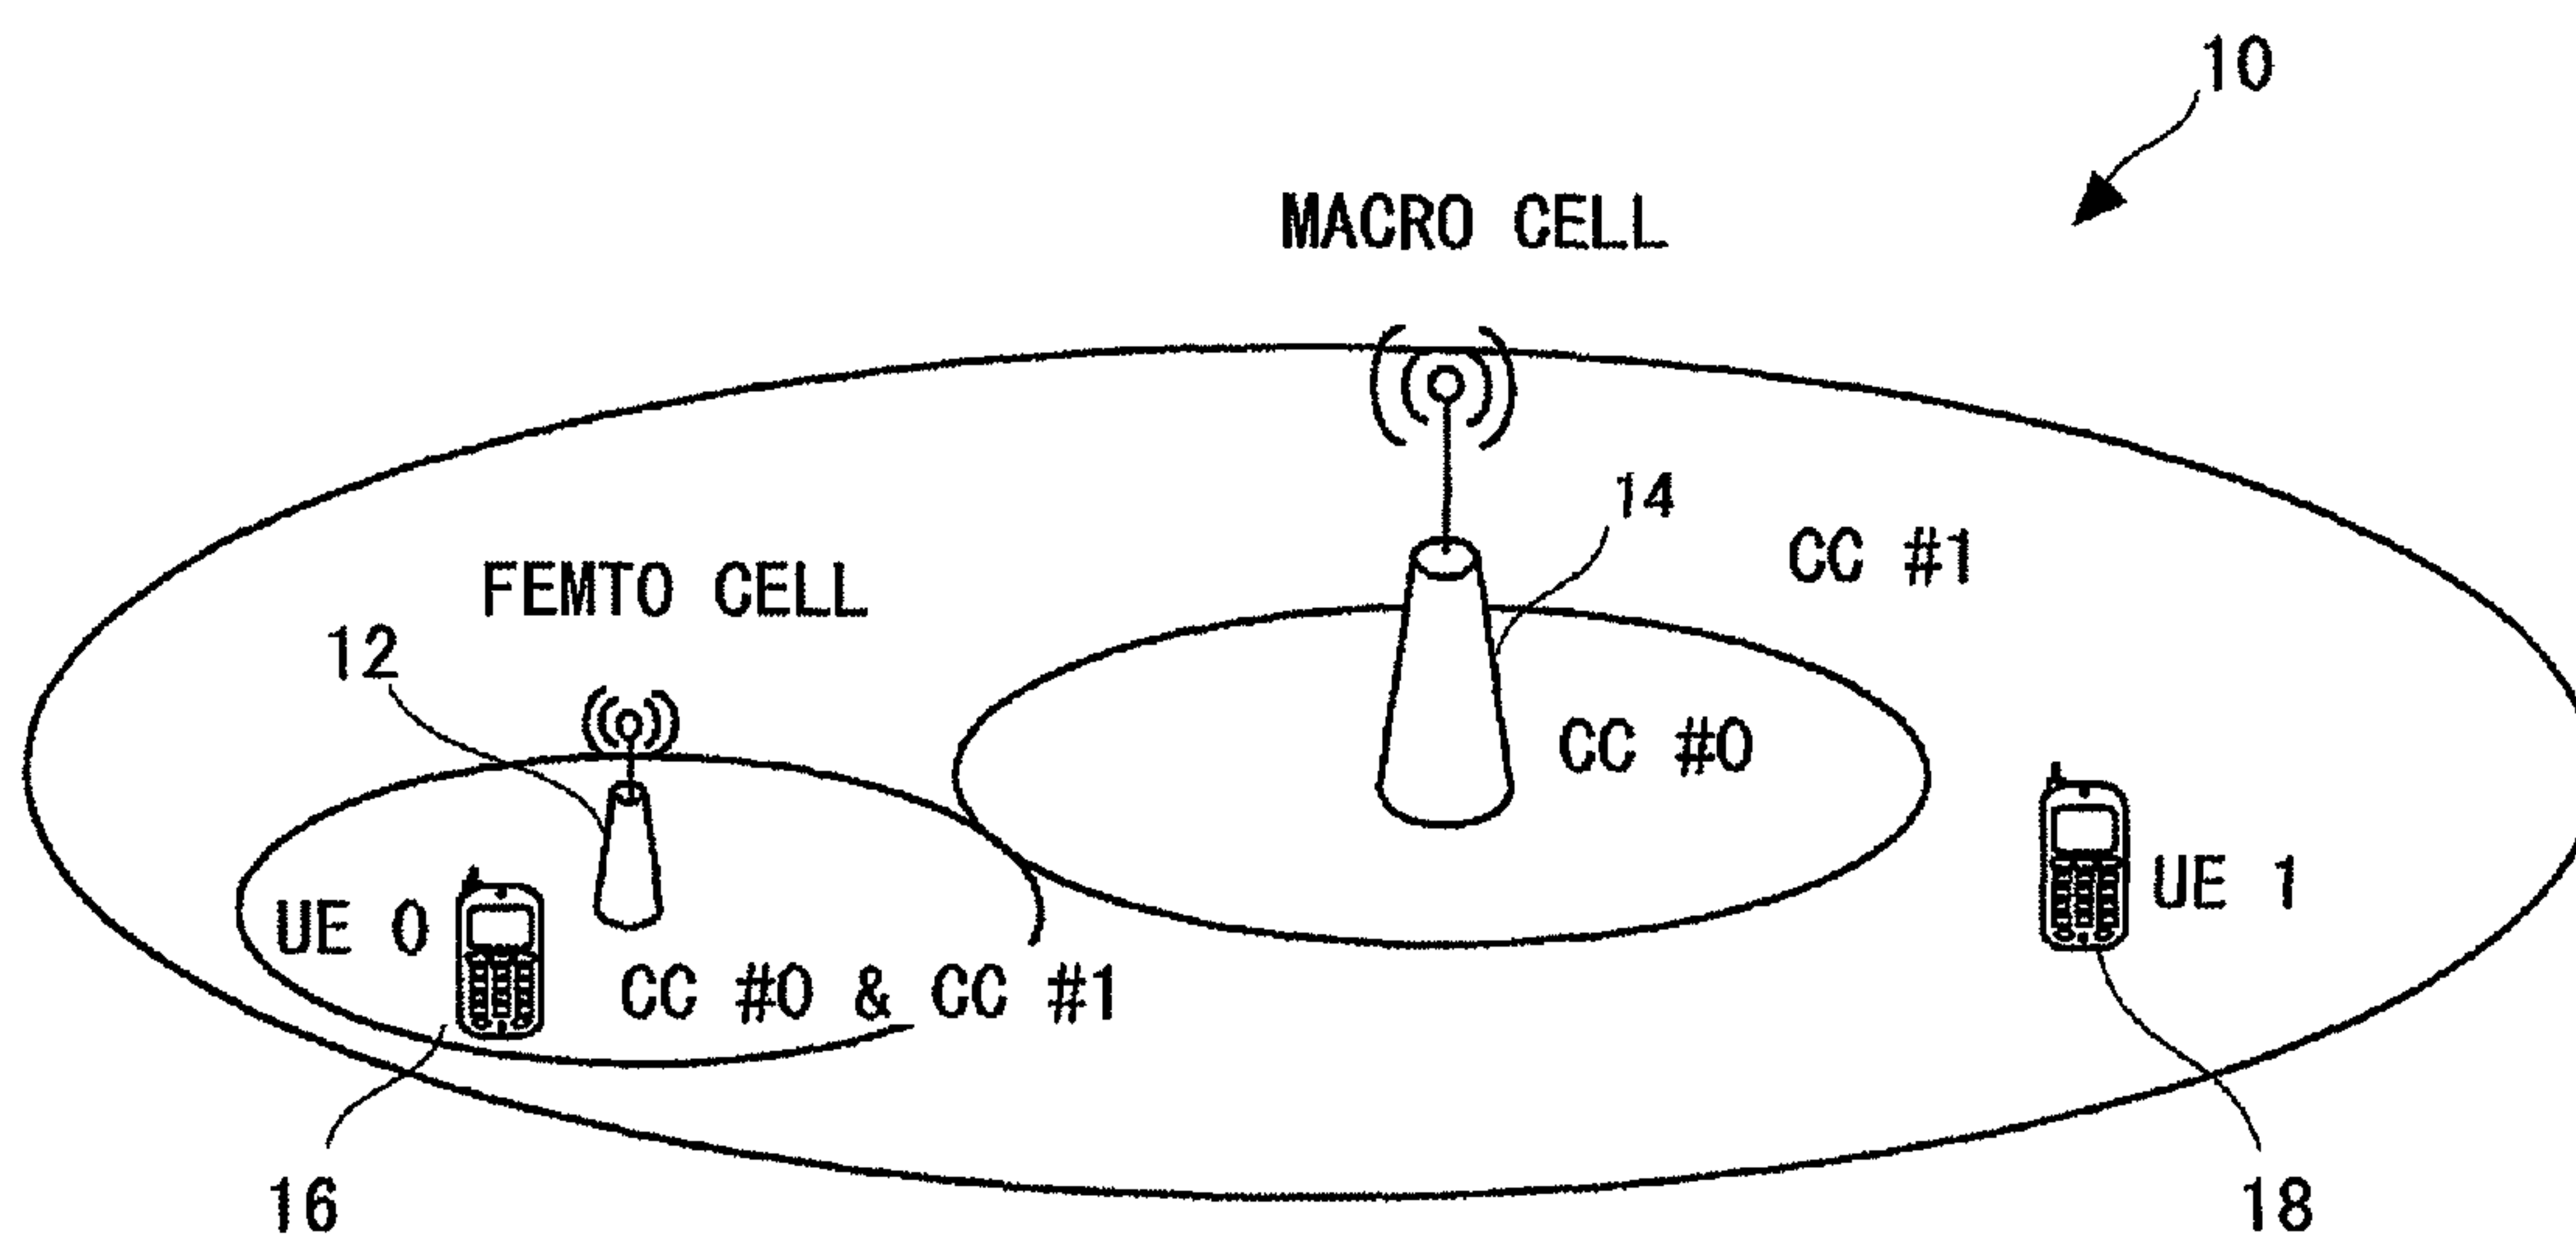 10
MACRO CELL
14
CC #1
FEMTO CELL
12
CC #0
UE 0
UE 1
CC #0 & CC #1
16
18